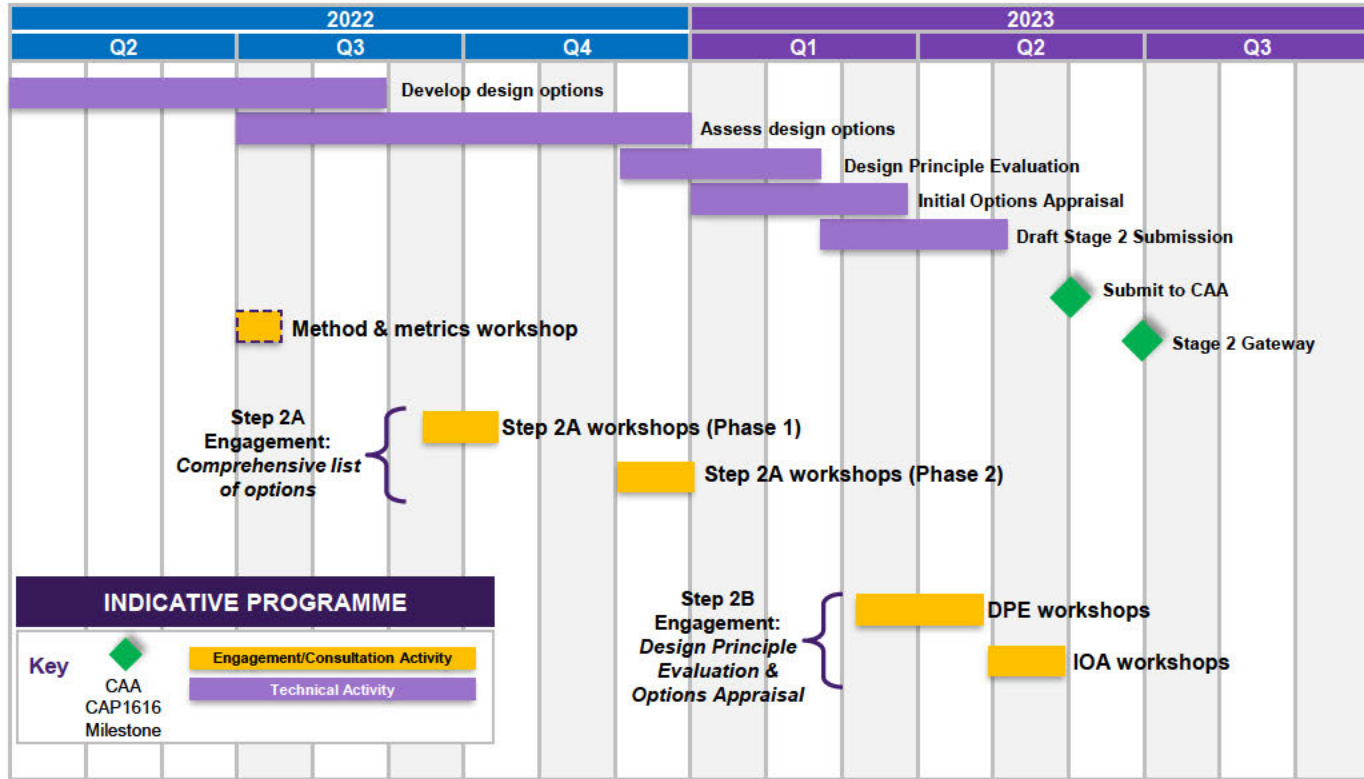 2022
2023
Q2
Q3
Q4
Q1
Q2
Q3
Develop design options
Assess design options
Design Principle Evaluation
Initial Options Appraisal
Draft Stage 2 Submission
Submit to CAA
Method & metrics workshop
Stage 2 Gateway
Step 2A
Engagement:
Comprehensive list
of options
Step 2A workshops (Phase 1)
Step 2A workshops (Phase 2)
Step 2B
Engagement:
Design Principle
Evaluation &
Options Appraisal
DPE workshops
IOA workshops
INDICATIVE PROGRAMME
Key
CAA
CAP1616
Milestone
Engagement/Consultation Activity
Technical Activity